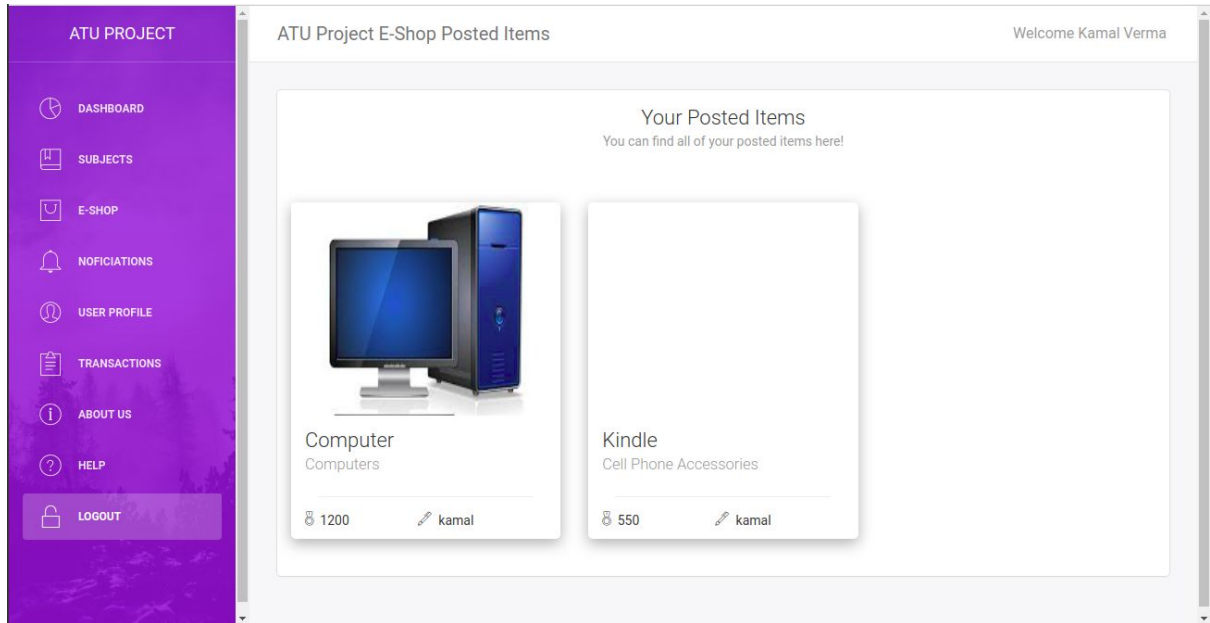 ATU PROJECT
DASHBOARD
SUBJECTS
E-SHOP
NOFICIATIONS
USER PROFILE
TRANSACTIONS
ABOUT US
HELP
LOGOUT
ATU Project E-Shop Posted Items
Welcome Kamal Verma
Your Posted Items
You can find all of your posted items here!
Computer
Computers
1200 kamal
Kindle
Cell Phone Accessories
550 kamal